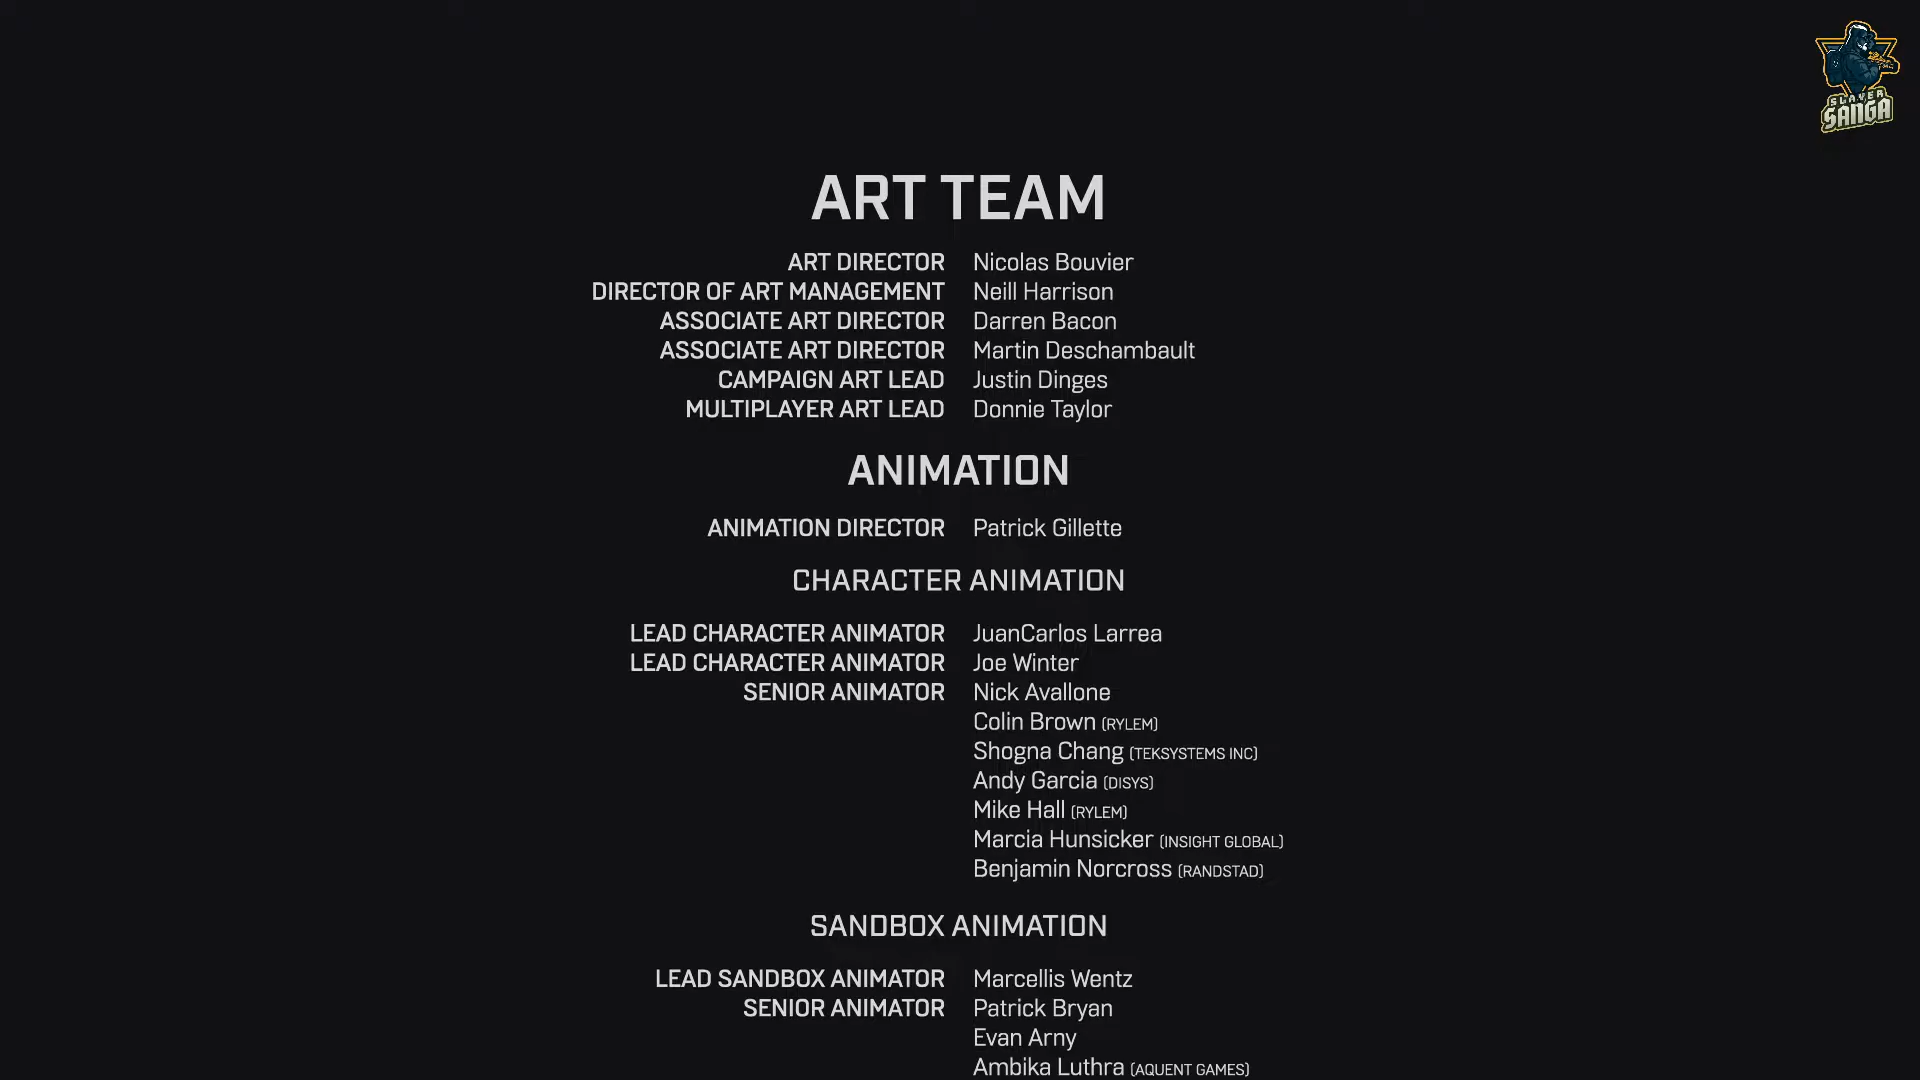 SLAYER
SANGA
ART TEAM
ART DIRECTOR Nicolas Bouvier
DIRECTOR OF ART MANAGEMENT Neill Harrison
ASSOCIATE ART DIRECTOR Darren Bacon
ASSOCIATE ART DIRECTOR Martin Deschambault
CAMPAIGN ART LEAD Justin Dinges
MULTIPLAYER ART LEAD Donnie Taylor
ANIMATION
ANIMATION DIRECTOR Patrick Gillette
CHARACTER ANIMATION
LEAD CHARACTER ANIMATOR JuanCarlos Larrea
LEAD CHARACTER ANIMATOR Joe Winter
SENIOR ANIMATOR Nick Avallone
Colin Brown (RYLEM)
Shogna Chang (TEKSYSTEMS INC)
Andy Garcia (DISYS)
Mike Hall (RYLEM)
Marcia Hunsicker (INSIGHT GLOBAL)
Benjamin Norcross (RANDSTAD)
SANDBOX ANIMATION
LEAD SANDBOX ANIMATOR Marcellis Wentz
SENIOR ANIMATOR Patrick Bryan
Evan Arny
Ambika Luthra (AQUENT GAMES)